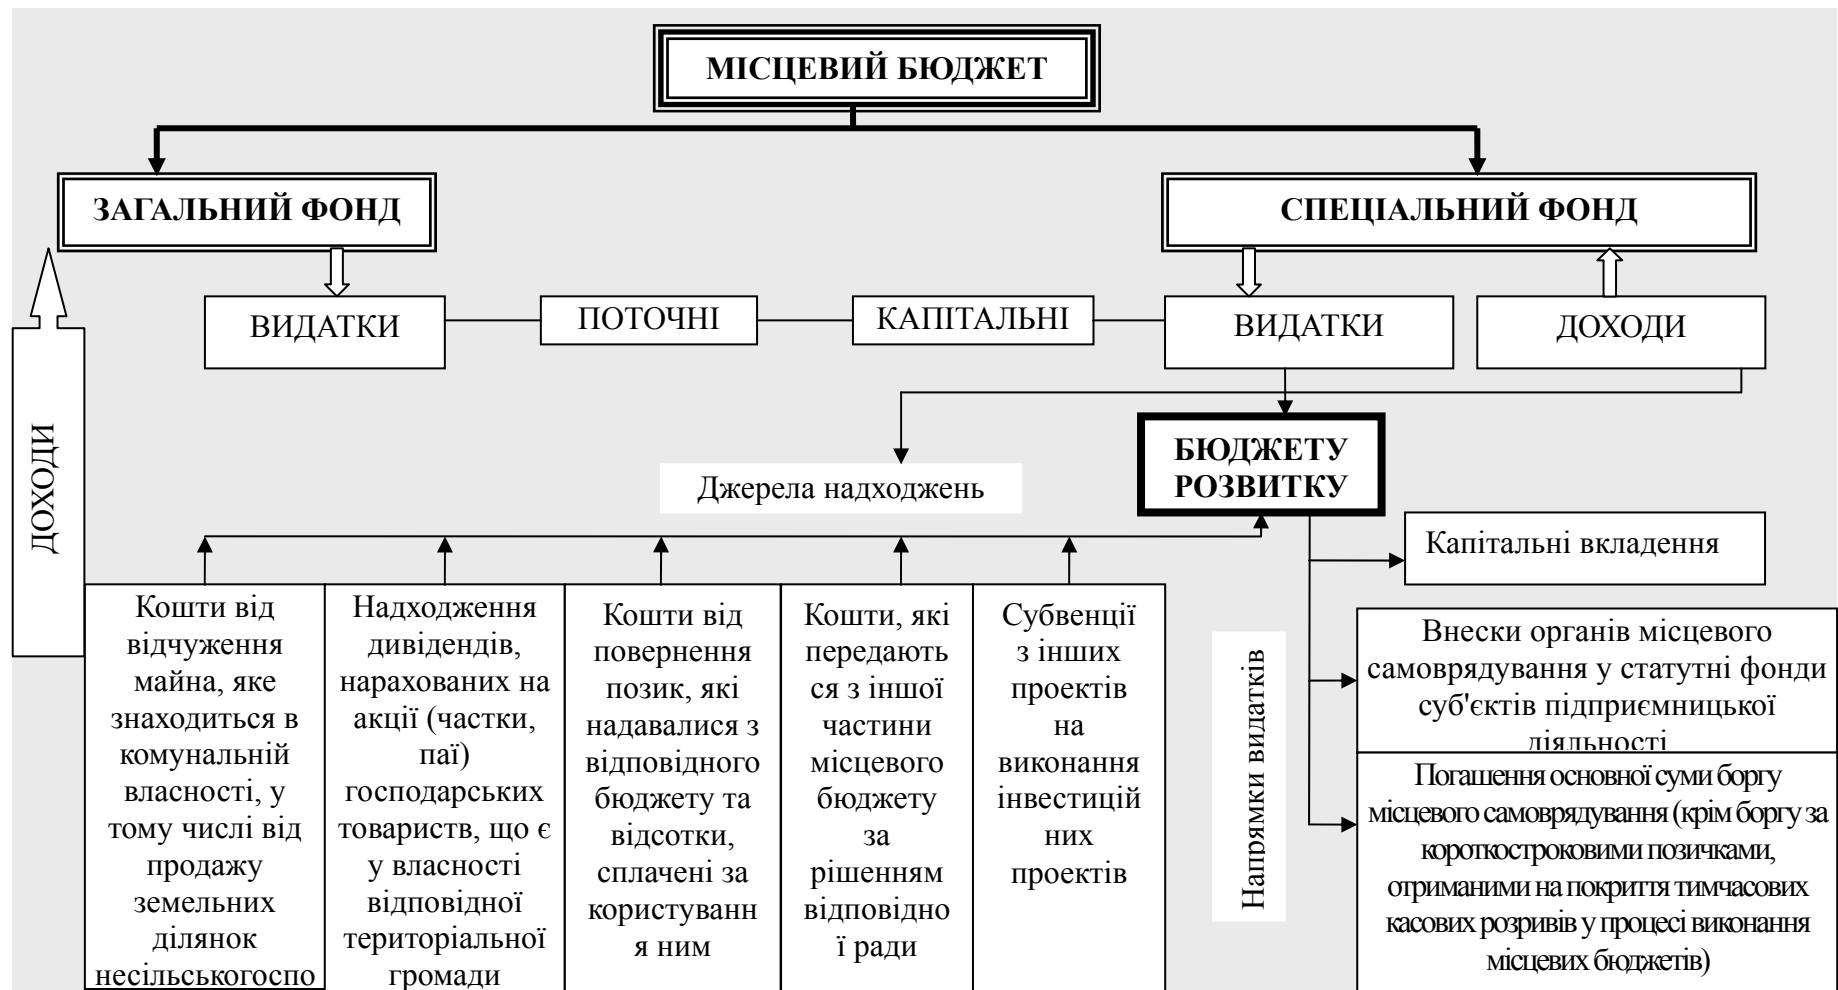 МІСЦЕВИЙ БЮДЖЕТ
ЗАГАЛЬНИЙ ФОНД
СПЕЦІАЛЬНИЙ ФОНД
ВИДАТКИ
ПОТОЧНІ
КАПІТАЛЬНІ
ВИДАТКИ
ДОХОДИ
ДОХОДИ
БЮДЖЕТУ
РОЗВИТКУ
Джерела надходжень
Капітальні вкладення
Кошти від
відчуження
майна, яке
знаходиться в
комунальній
власності, у
тому числі від
продажу
земельних
ділянок
несільськогоспо
Надходження
дивідендів,
нарахованих на
акції (частки,
паї)
господарських
товариств, що є
у власності
відповідної
територіальної
громади
Кошти від
повернення
позик, які
надавалися з
відповідного
бюджету та
відсотки,
сплачені за
користуванн
я ним
Кошти, які
передають
ся з іншої
частини
місцевого
бюджету
за
рішенням
відповідно
ї ради
Субвенції
з інших
проектів
на
виконання
інвестицій
них
проектів
Напрямки видатків
Внески органів місцевого
самоврядування у статутні фонди
суб'єктів підприємницької
діяльності
Погашення основної суми боргу
місцевого самоврядування (крім боргу за
короткостроковими позичками,
отриманими на покриття тимчасових
касових розривів у процесі виконання
місцевих бюджетів)